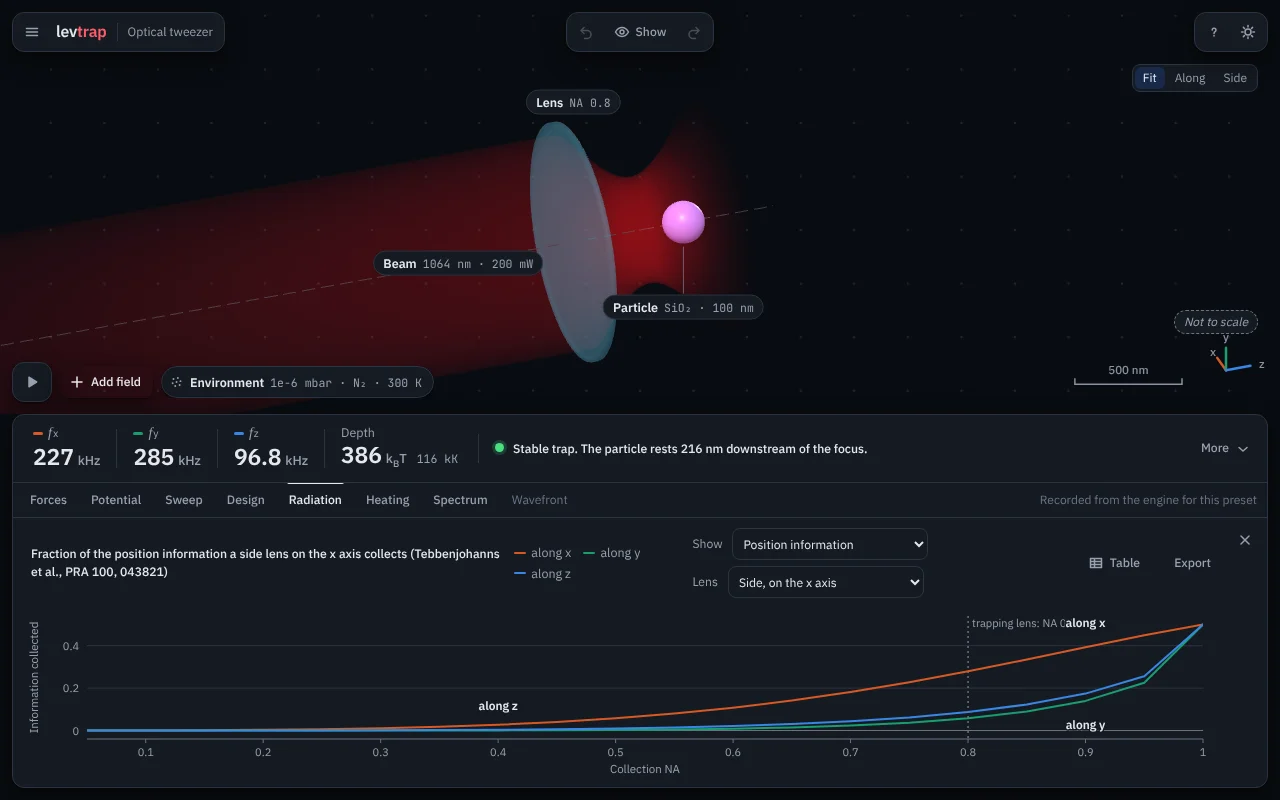 levtrap Optical tweezer
Show
?
Fit Along Side
Lens NA 0.8
Beam 1064 nm · 200 mW
Particle SiO₂ · 100 nm
Not to scale
y
x
z
500 nm
+ Add field
Environment 1e-6 mbar · N₂ · 300 K
fx
227 kHz
fy
285 kHz
fz
96.8 kHz
Depth
386 kBT 116 kK
Stable trap. The particle rests 216 nm downstream of the focus.
More
Forces Potential Sweep Design Radiation Heating Spectrum Wavefront
Recorded from the engine for this preset
Fraction of the position information a side lens on the x axis collects (Tebbenjohanns
et al., PRA 100, 043821)
along x along y
along z
Show Position information
Lens Side, on the x axis
Table Export
Information collected
0.4
0.2
0
trapping lens: NA
along x
along z
along y
0.1 0.2 0.3 0.4 0.5 0.6 0.7 0.8 0.9 1
Collection NA